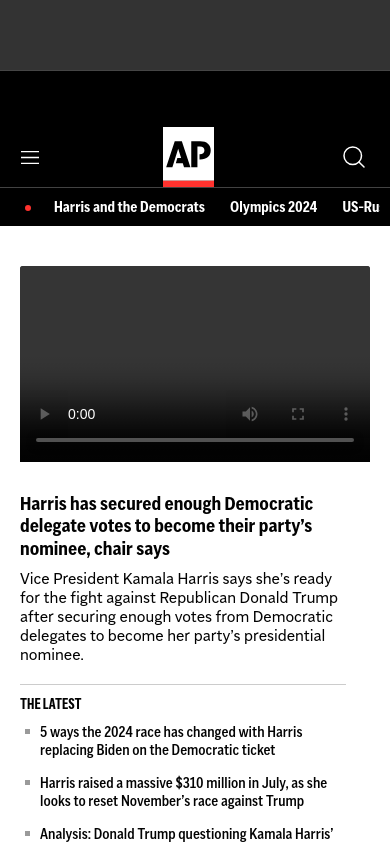 AP
Harris and the Democrats Olympics 2024 US-Ru
0:00
Harris has secured enough Democratic
delegate votes to become their party’s
nominee, chair says
Vice President Kamala Harris says she’s ready
for the fight against Republican Donald Trump
after securing enough votes from Democratic
delegates to become her party’s presidential
nominee.
THE LATEST
5 ways the 2024 race has changed with Harris
replacing Biden on the Democratic ticket
Harris raised a massive $310 million in July, as she
looks to reset November’s race against Trump
Analysis: Donald Trump questioning Kamala Harris’